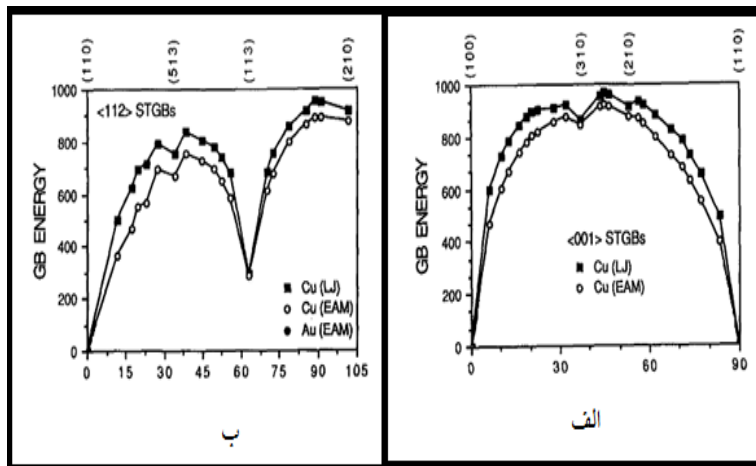 (110) (513) (113) (210)
1000
800
600
400
200
0
GB ENERGY
<112> STGBs
Cu (LJ)
Cu (EAM)
Au (EAM)
0 15 30 45 60 75 90 105
ب
(100) (310) (210) (110)
1000
800
600
400
200
0
GB ENERGY
<001> STGBs
Cu (LJ)
Cu (EAM)
0 30 60 90
الف